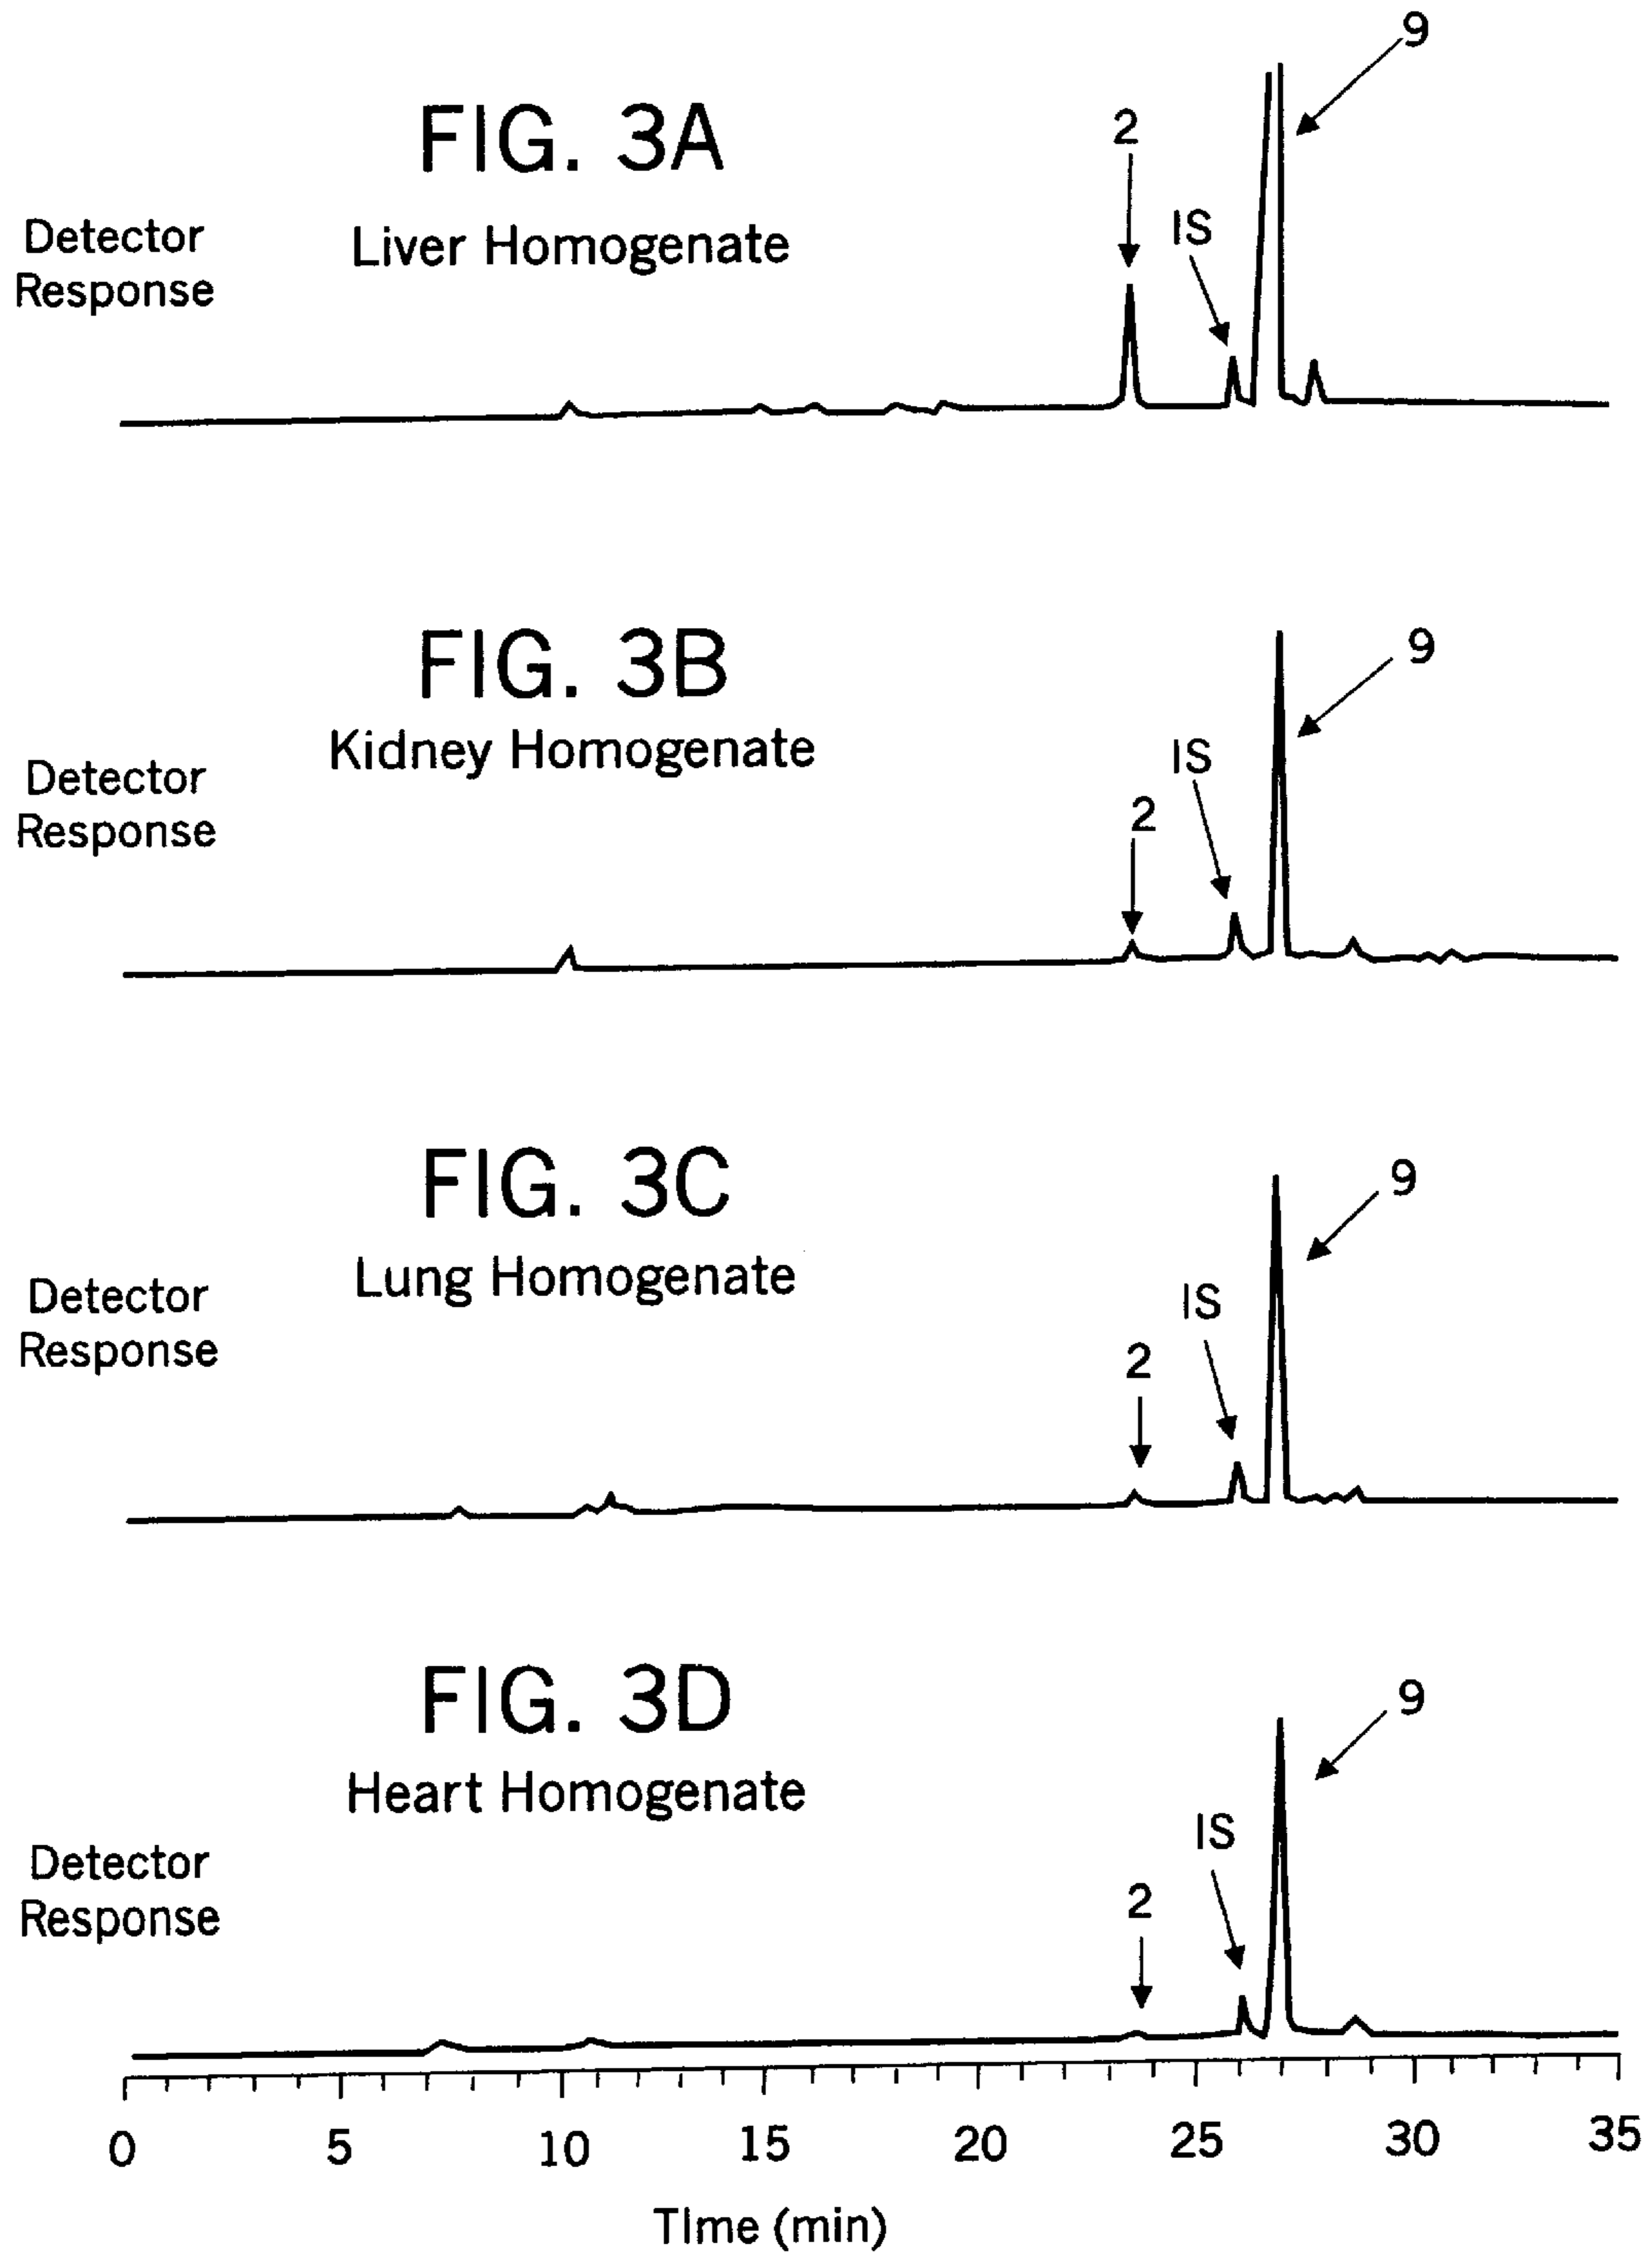 9
FIG. 3A
2
IS
Detector
Response
Liver Homogenate
FIG. 3B
9
Kidney Homogenate
IS
Detector
Response
2
FIG. 3C
9
Lung Homogenate
IS
Detector
Response
2
FIG. 3D
9
Heart Homogenate
IS
Detector
Response
2
0 5 10 15 20 25 30 35
TIme (min)